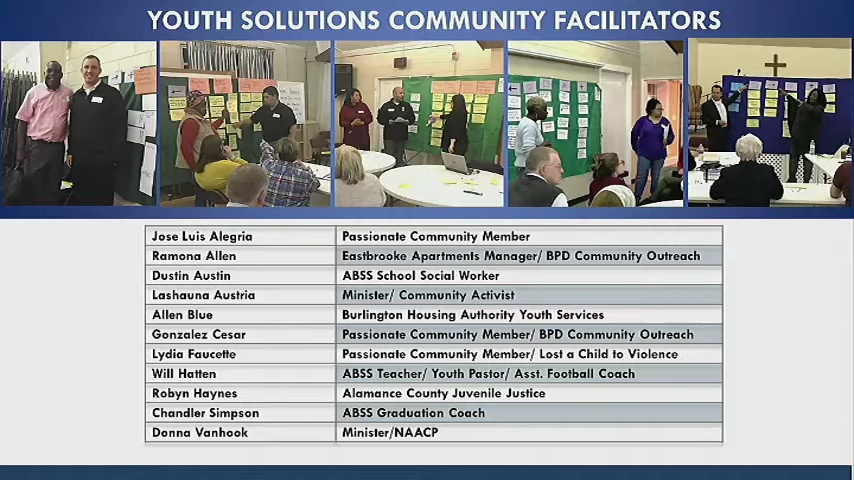 YOUTH SOLUTIONS COMMUNITY FACILITATORS
Jose Luis Alegria Passionate Community Member
Ramona Allen Eastbrooke Apartments Manager/ BPD Community Outreach
Dustin Austin ABSS School Social Worker
Lashauna Austria Minister/ Community Activist
Allen Blue Burlington Housing Authority Youth Services
Gonzalez Cesar Passionate Community Member/ BPD Community Outreach
Lydia Faucette Passionate Community Member/ Lost a Child to Violence
Will Hatten ABSS Teacher/ Youth Pastor/ Asst. Football Coach
Robyn Haynes Alamance County Juvenile Justice
Chandler Simpson ABSS Graduation Coach
Donna Vanhook Minister/NAACP